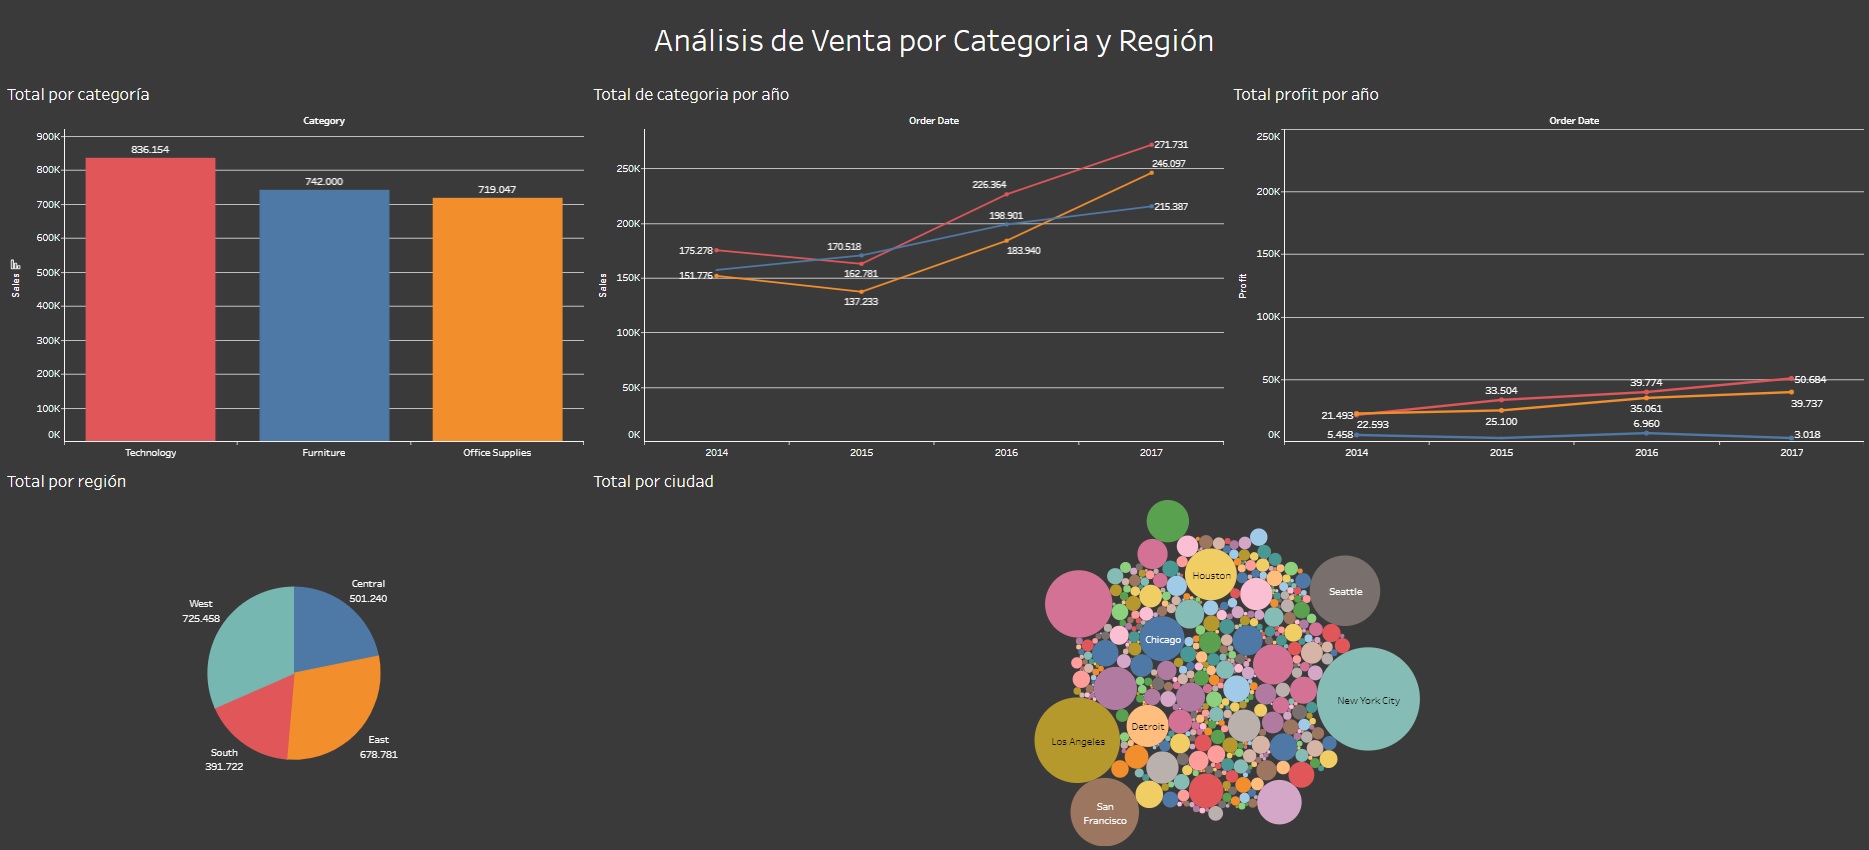 Análisis de Venta por Categoria y Región
Total por categoría
Category
900K
800K
700K
600K
500K
400K
300K
200K
100K
0K
Sales
836.154
742.000
719.047
Technology
Furniture
Office Supplies
Total de categoria por año
Order Date
250K
200K
150K
100K
50K
0K
Sales
175.278
151.776
170.518
162.781
137.233
226.364
198.901
183.940
271.731
246.097
215.387
2014
2015
2016
2017
Total profit por año
Order Date
250K
200K
150K
100K
50K
0K
Profit
21.493
22.593
5.458
33.504
25.100
39.774
35.061
6.960
50.684
39.737
3.018
2014
2015
2016
2017
Total por región
Central
501.240
West
725.458
East
678.781
South
391.722
Total por ciudad
Houston
Seattle
Chicago
New York City
Detroit
Los Angeles
San
Francisco